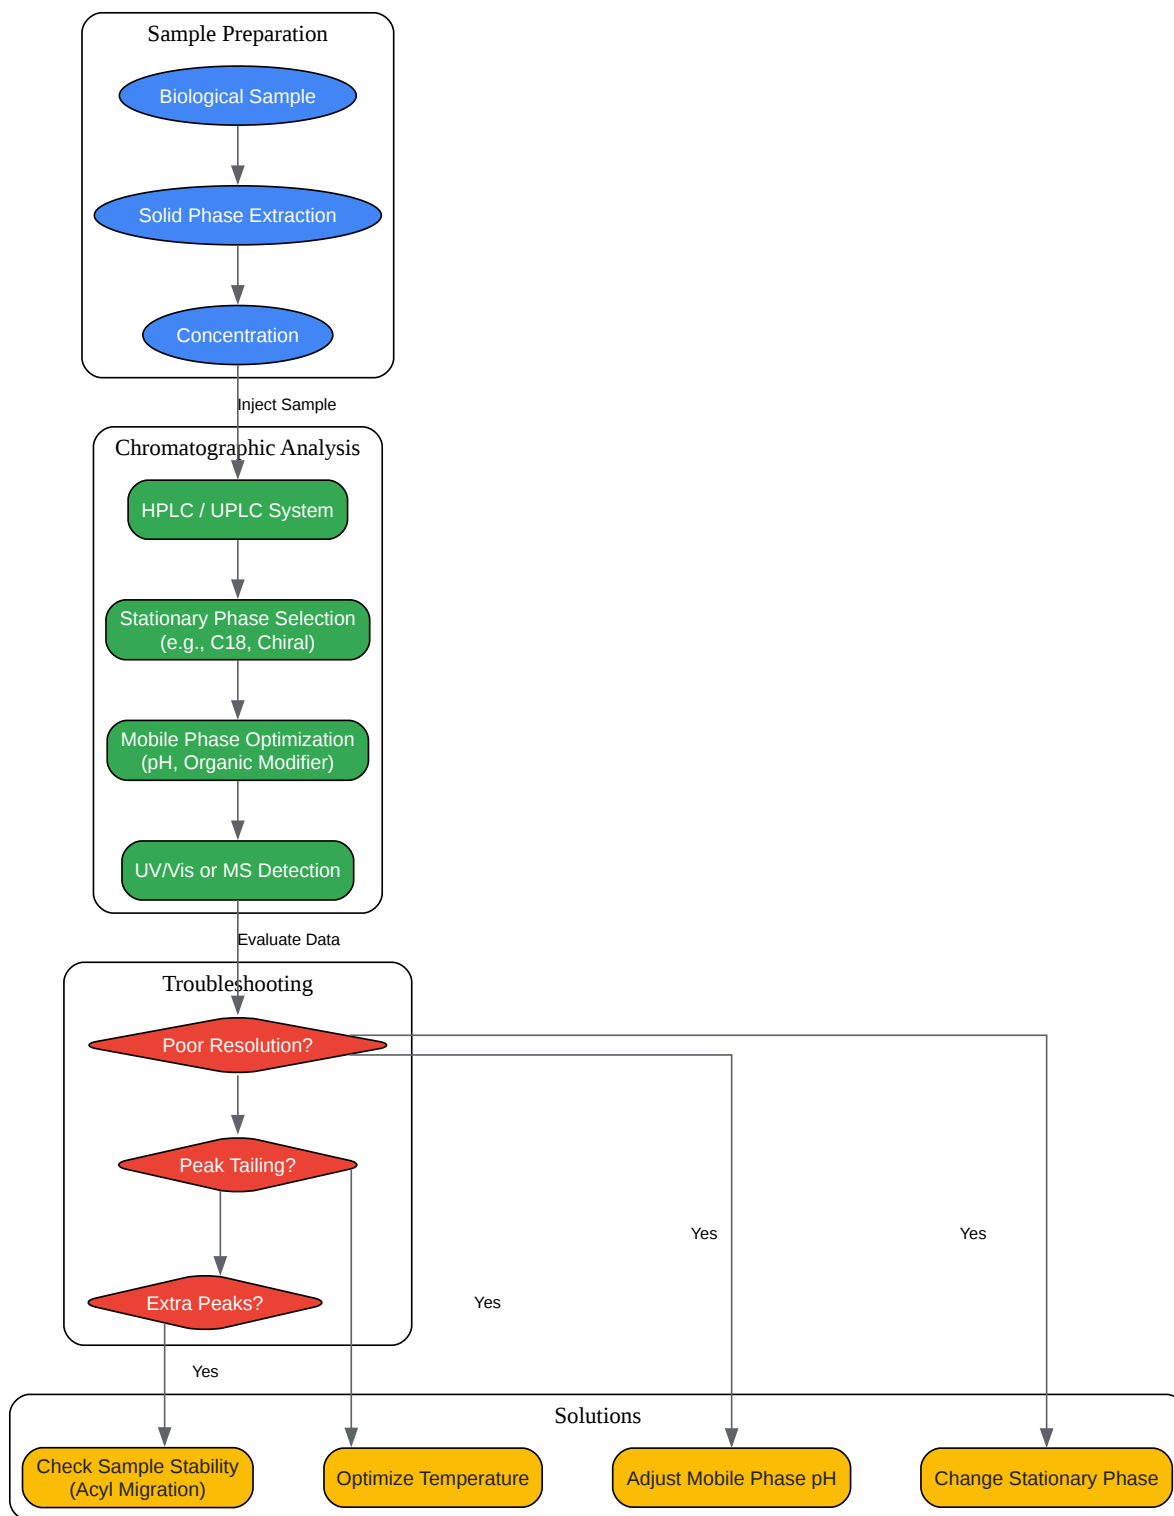 Sample Preparation
Biological Sample
Solid Phase Extraction
Concentration
Inject Sample
Chromatographic Analysis
HPLC / UPLC System
Stationary Phase Selection
(e.g., C18, Chiral)
Mobile Phase Optimization
(pH, Organic Modifier)
UV/Vis or MS Detection
Evaluate Data
Troubleshooting
Poor Resolution?
Peak Tailing?
Yes
Yes
Extra Peaks?
Yes
Yes
Solutions
Check Sample Stability
(Acyl Migration)
Optimize Temperature
Adjust Mobile Phase pH
Change Stationary Phase